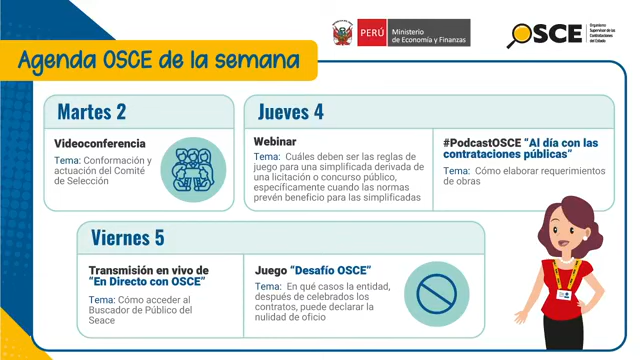 PERÚ
Ministerio
de Economía y Finanzas
OSCE
Organismo
Supervisor de las
Contrataciones
del Estado
Agenda OSCE de la semana
Martes 2
Videoconferencia
Tema: Conformación y
actuación del Comité
de Selección
Jueves 4
Webinar
Tema: Cuáles deben ser las reglas de
juego para una simplificada derivada de
una licitación o concurso público,
específicamente cuando las normas
prevén beneficio para las simplificadas
#PodcastOSCE "Al día con las
contrataciones públicas"
Tema: Cómo elaborar requerimientos
de obras
Viernes 5
Transmisión en vivo de
"En Directo con OSCE"
Tema: Cómo acceder al
Buscador de Público del
Seace
Juego "Desafío OSCE"
Tema: En qué casos la entidad,
después de celebrados los
contratos, puede declarar la
nulidad de oficio